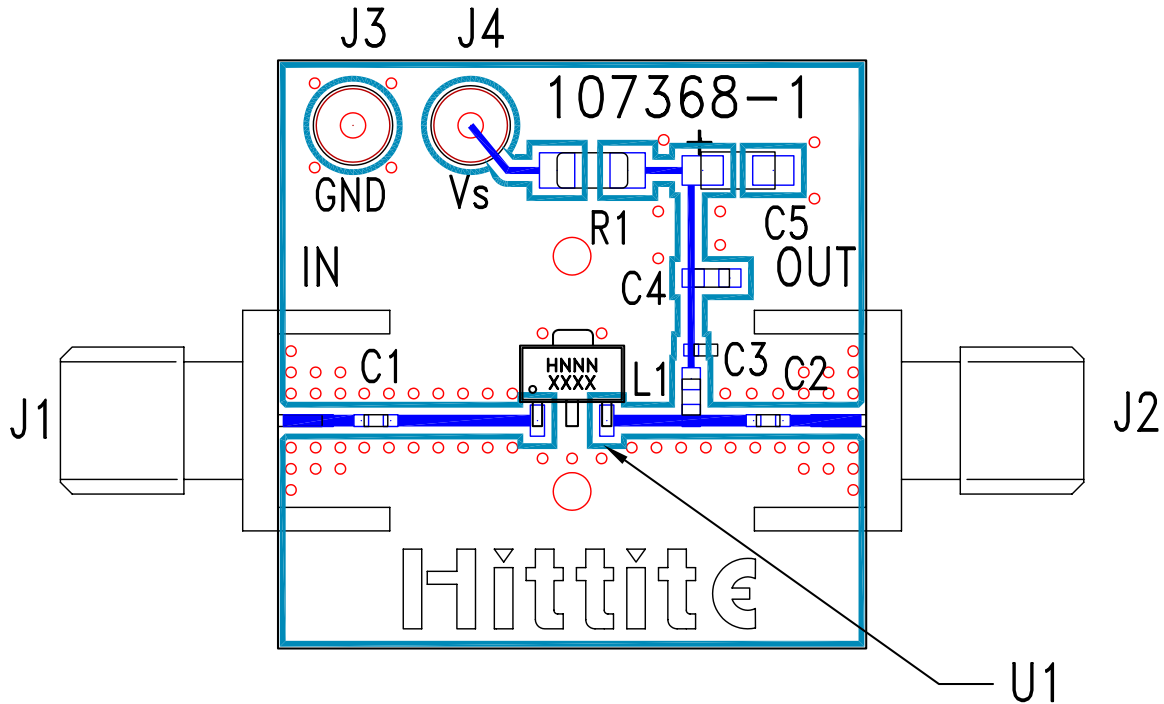 J3
J4
107368-1
GND
Vs
R1
C5
IN
OUT
C4
HNNN
XXXX
C1
L1
C3
C2
J1
J2
Hittite
U1